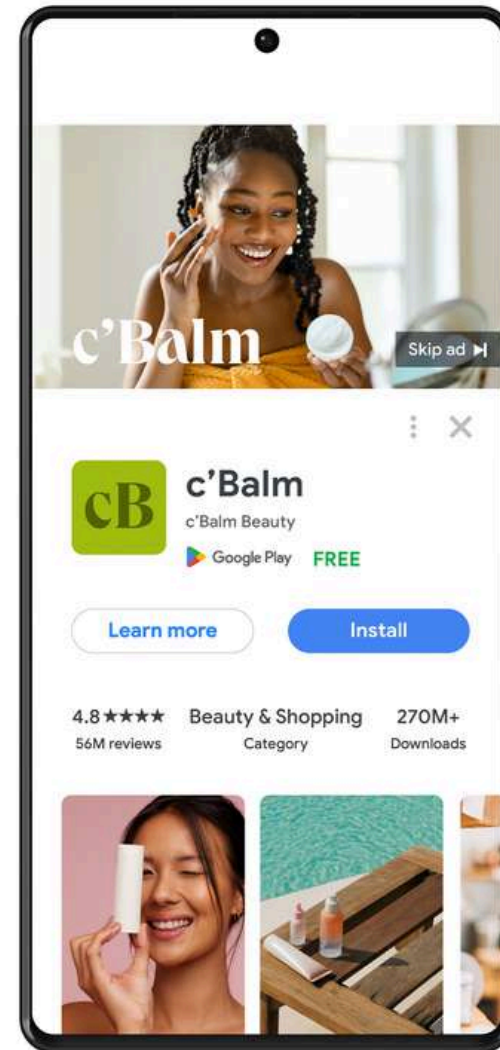 c’Balm
Skip ad
cB
c’Balm
c’Balm Beauty
Google Play FREE
Learn more Install
4.8★★★★ Beauty & Shopping 270M+
56M reviews Category Downloads